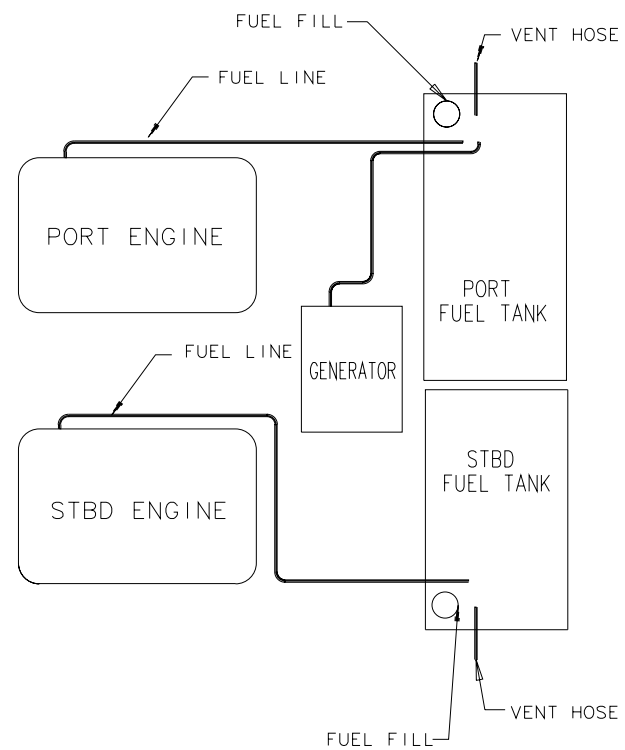 FUEL FILL
VENT HOSE
FUEL LINE
PORT ENGINE
PORT
FUEL TANK
FUEL LINE
GENERATOR
STBD
FUEL TANK
STBD ENGINE
VENT HOSE
FUEL FILL